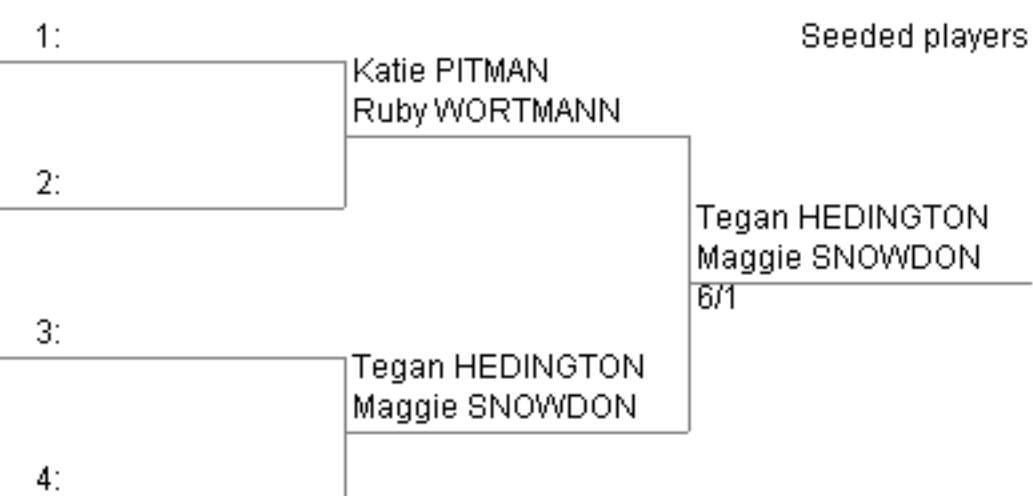 1:
Seeded players
Katie PITMAN
Ruby WORTMANN
2:
Tegan HEDINGTON
Maggie SNOWDON
6/1
3:
Tegan HEDINGTON
Maggie SNOWDON
4: